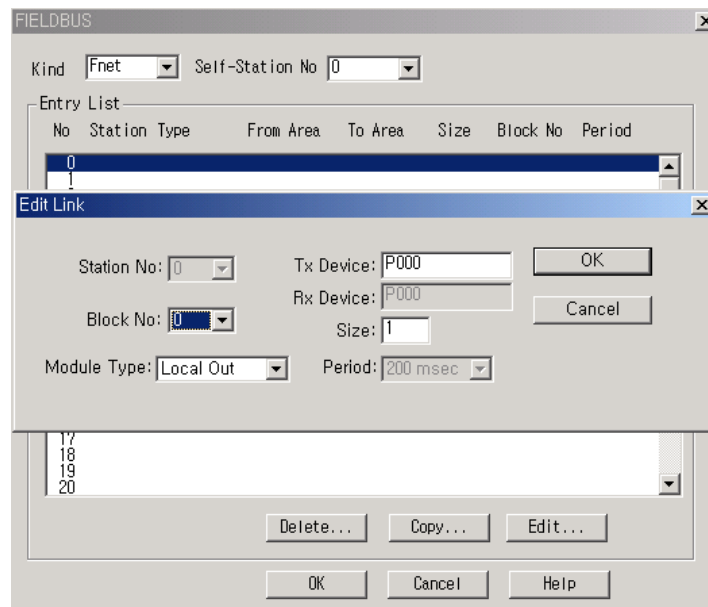 FIELDBUS
Kind Fnet Self-Station No 0
Entry List
No Station Type From Area To Area Size Block No Period
0
1
Edit Link
Station No: 0 Tx Device: P000 OK
Rx Device: P000
Block No: 0 Cancel
Size: 1
Module Type: Local Out Period: 200 msec
17
18
19
20
Delete... Copy... Edit...
OK Cancel Help